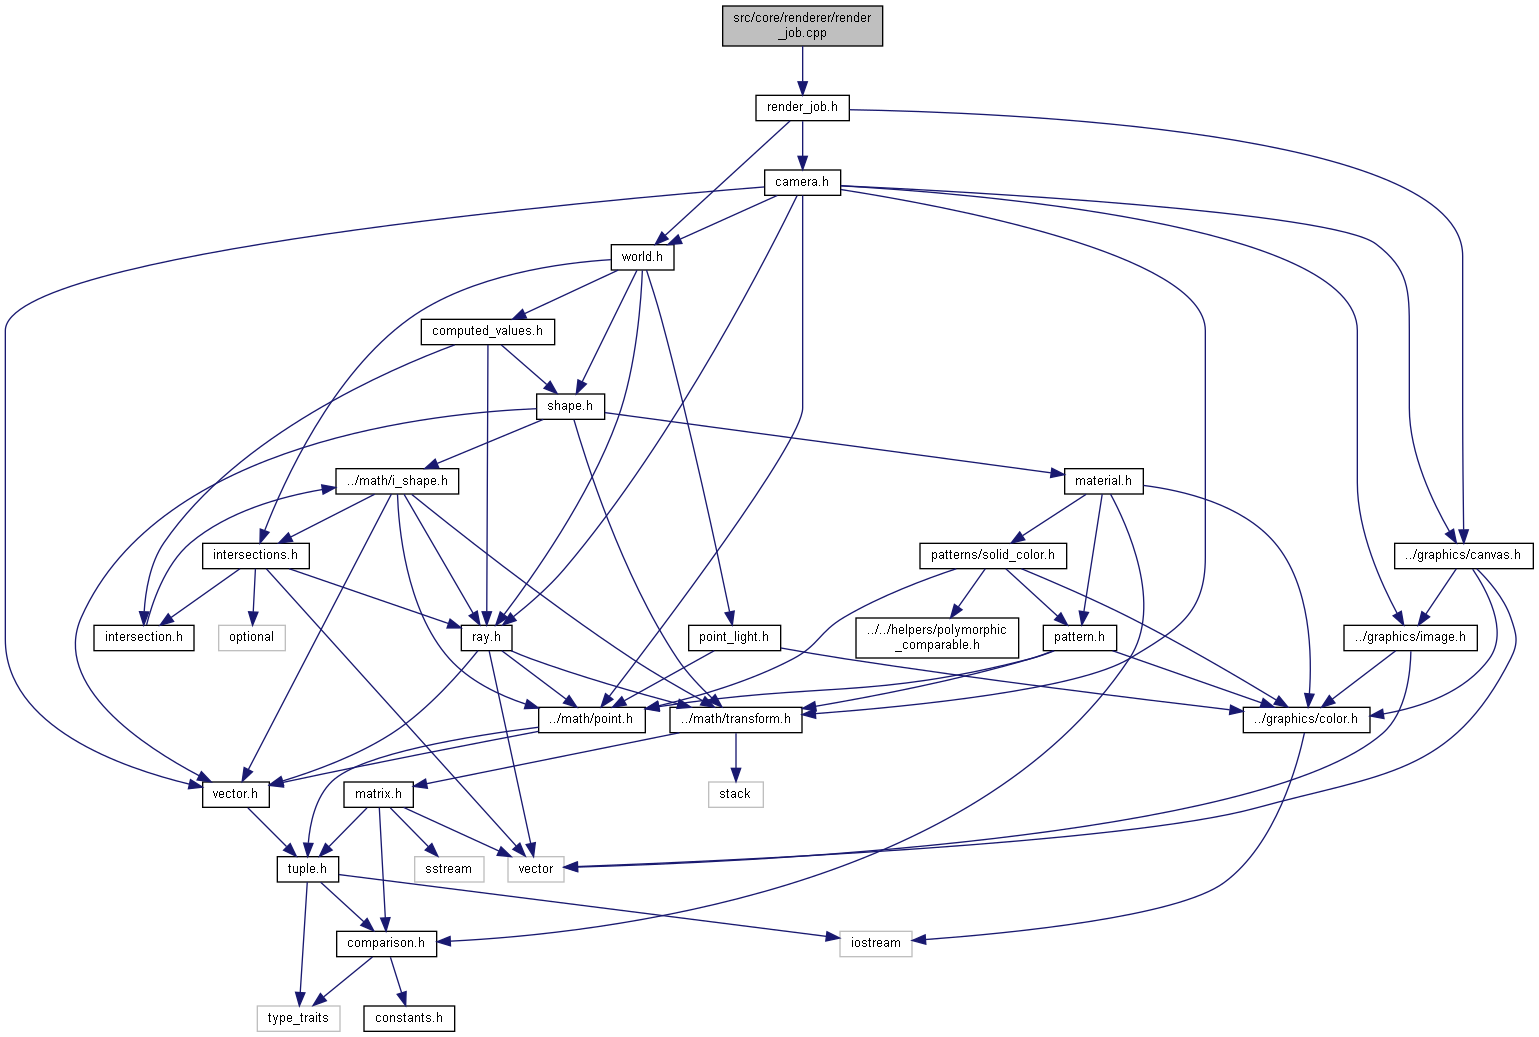 src/core/renderer/render
_job.cpp
render_job.h
camera.h
world.h
computed_values.h
shape.h
../math/i_shape.h
material.h
intersections.h
patterns/solid_color.h
../graphics/canvas.h
intersection.h
optional
ray.h
point_light.h
../../helpers/polymorphic
_comparable.h
pattern.h
../graphics/image.h
../math/point.h
../math/transform.h
../graphics/color.h
vector.h
matrix.h
stack
tuple.h
sstream
vector
comparison.h
iostream
type_traits
constants.h